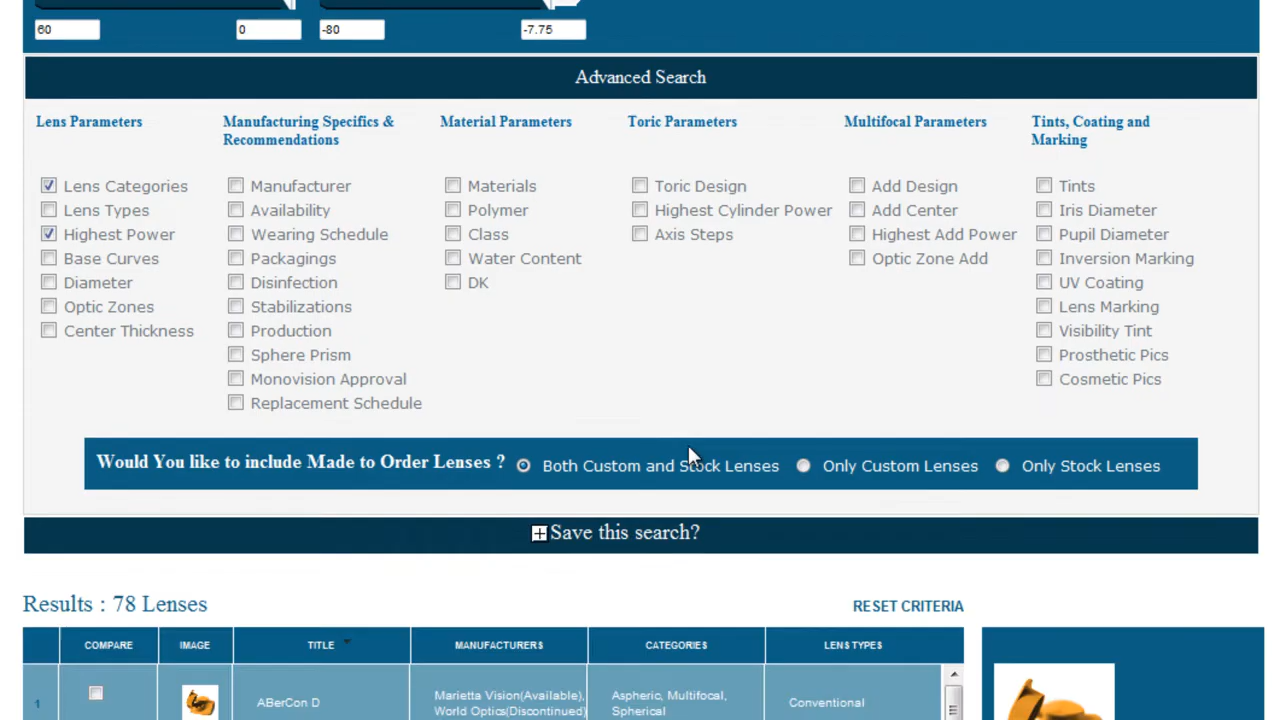 60 0 -80 -7.75
Advanced Search
Lens Parameters
Lens Categories
Lens Types
Highest Power
Base Curves
Diameter
Optic Zones
Center Thickness
Manufacturing Specifics &
Recommendations
Manufacturer
Availability
Wearing Schedule
Packagings
Disinfection
Stabilizations
Production
Sphere Prism
Monovision Approval
Replacement Schedule
Material Parameters
Materials
Polymer
Class
Water Content
DK
Toric Parameters
Toric Design
Highest Cylinder Power
Axis Steps
Multifocal Parameters
Add Design
Add Center
Highest Add Power
Optic Zone Add
Tints, Coating and
Marking
Tints
Iris Diameter
Pupil Diameter
Inversion Marking
UV Coating
Lens Marking
Visibility Tint
Prosthetic Pics
Cosmetic Pics
Would You like to include Made to Order Lenses ? Both Custom and Stock Lenses Only Custom Lenses Only Stock Lenses
Save this search?
Results : 78 Lenses RESET CRITERIA
COMPARE IMAGE TITLE MANUFACTURERS CATEGORIES LENS TYPES
1 ABerCon D
Marietta Vision(Available),
World Optics(Discontinued)
Aspheric, Multifocal,
Spherical
Conventional